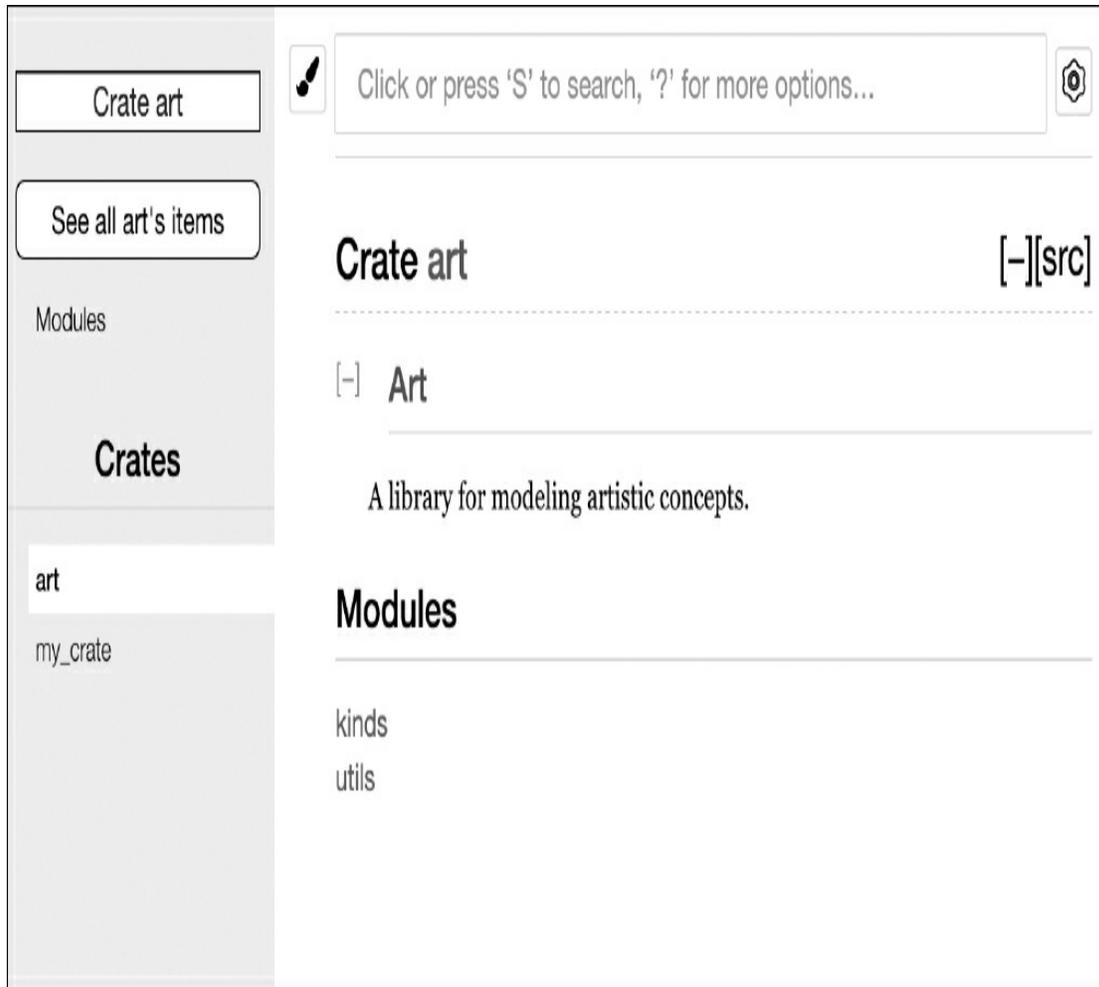 Crate art
See all art's items
Modules
Crates
art
my_crate
Click or press ‘S’ to search, ‘?’ for more options...
Crate art
[−][src]
[−] Art
A library for modeling artistic concepts.
Modules
kinds
utils